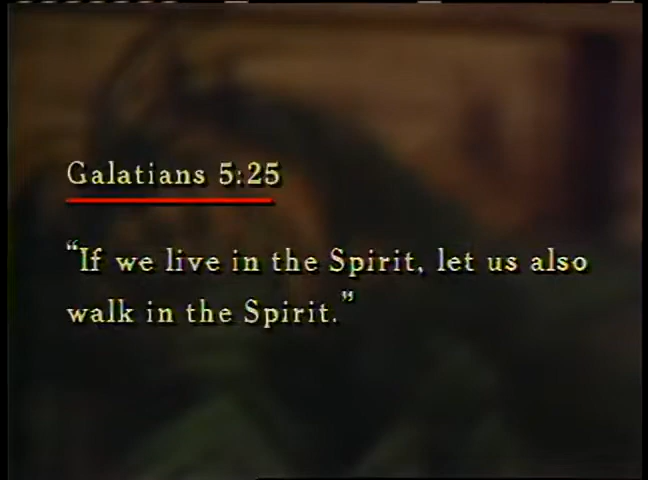 Galatians 5:25
“If we live in the Spirit, let us also
walk in the Spirit.”